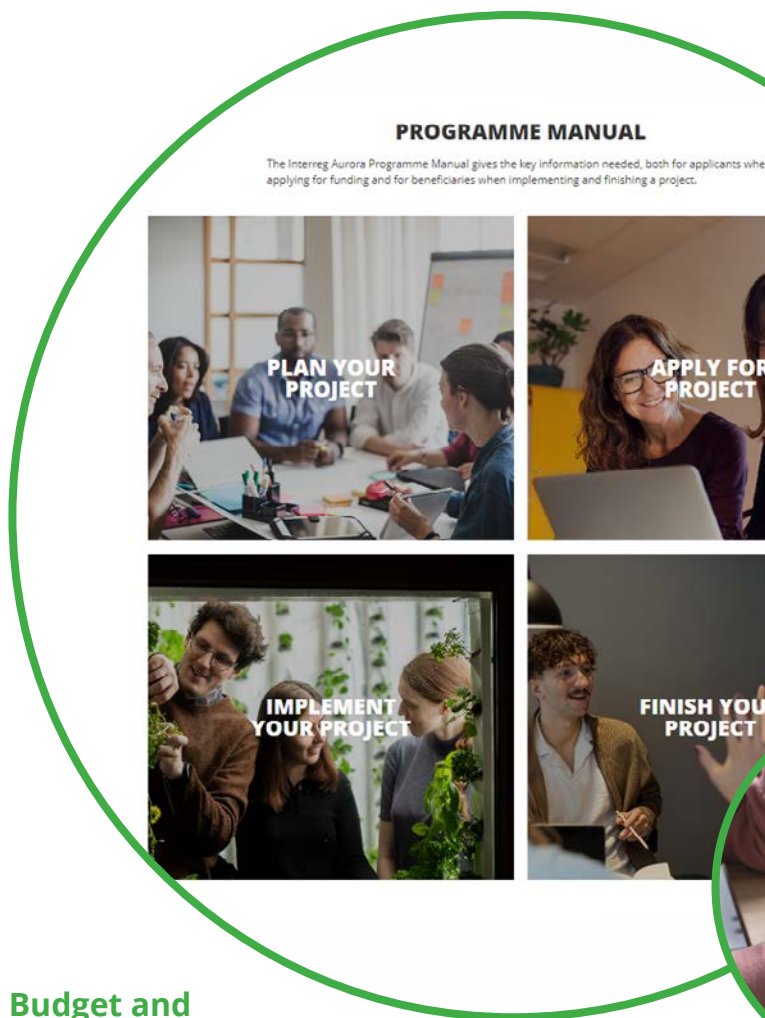 PROGRAMME MANUAL
The Interreg Aurora Programme Manual gives the key information needed, both for applicants whe
applying for funding and for beneficiaries when implementing and finishing a project.
PLAN YOUR
PROJECT
APPLY FOR
PROJECT
IMPLEMENT
YOUR PROJECT
FINISH YOU
PROJECT
Budget and